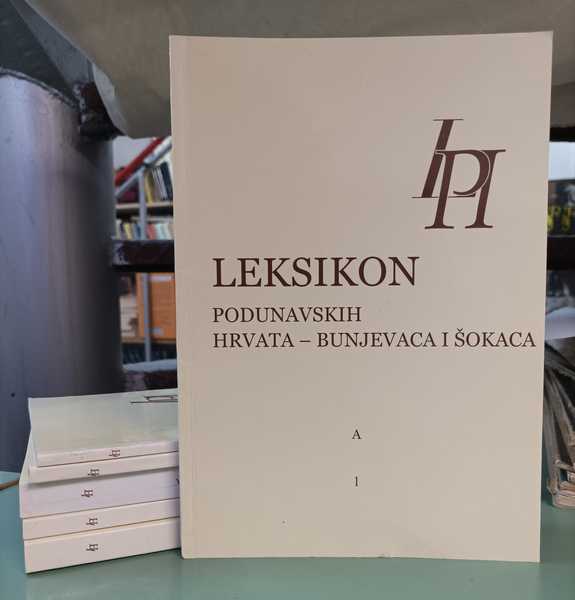 LPH
LEKSIKON
PODUNAVSKIH
HRVATA – BUNJEVACA I ŠOKACA
A
1